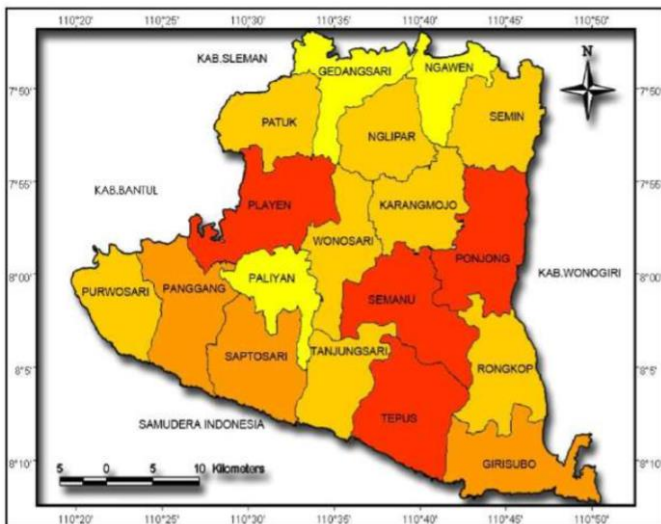 110°20' 110°25' 110°30' 110°35' 110°40' 110°45' 110°50'
KAB.SLEMAN
GEDANGSARI
NGAWEN
N
7°50' 7°50'
PATUK
NGLIPAR
SEMIN
7°55' 7°55'
KAB.BANTUL
PLAYEN
KARANGMOJO
WONOSARI
PONJONG
8°00' 8°00'
PURWOSARI
PANGGANG
PALIYAN
SEMANU
KAB.WONOGIRI
SAPTOSARI
TANJUNGSARI
RONGKOP
8°5' 8°5'
SAMUDERA INDONESIA
TEPUS
8°10' 8°10'
5 0 5 10 Kilometers
GIRISUBO
110°20' 110°25' 110°30' 110°35' 110°40' 110°45' 110°50'